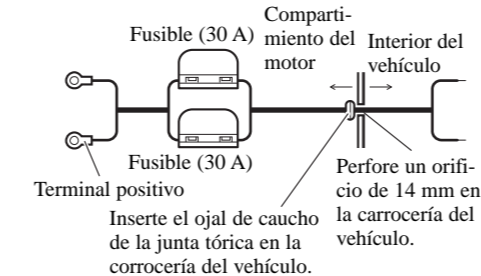 Fusible (30 A)
Comparti-
miento del
motor
Interior del
vehículo
Fusible (30 A)
Terminal positivo
Inserte el ojal de caucho
de la junta tórica en la
corrocería del vehículo.
Perfore un orifi-
cio de 14 mm en
la carrocería del
vehículo.